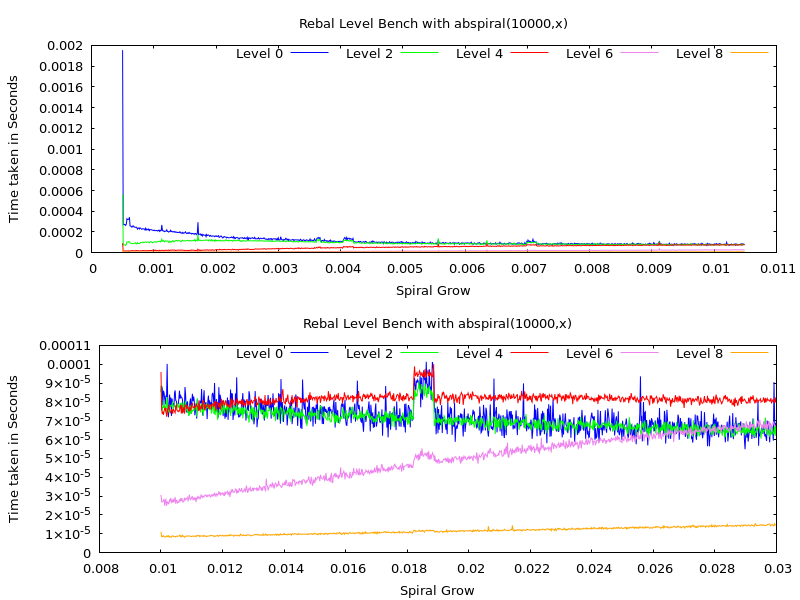 Rebal Level Bench with abspiral(10000,x)
Level 0 Level 2 Level 4 Level 6 Level 8
0.002
0.0018
0.0016
0.0014
0.0012
0.001
0.0008
0.0006
0.0004
0.0002
0
Time taken in Seconds
0 0.001 0.002 0.003 0.004 0.005 0.006 0.007 0.008 0.009 0.01 0.011
Spiral Grow
Rebal Level Bench with abspiral(10000,x)
Level 0 Level 2 Level 4 Level 6 Level 8
0.00011
0.0001
9×10⁻⁵
8×10⁻⁵
7×10⁻⁵
6×10⁻⁵
5×10⁻⁵
4×10⁻⁵
3×10⁻⁵
2×10⁻⁵
1×10⁻⁵
0
Time taken in Seconds
0.008 0.01 0.012 0.014 0.016 0.018 0.02 0.022 0.024 0.026 0.028 0.03
Spiral Grow